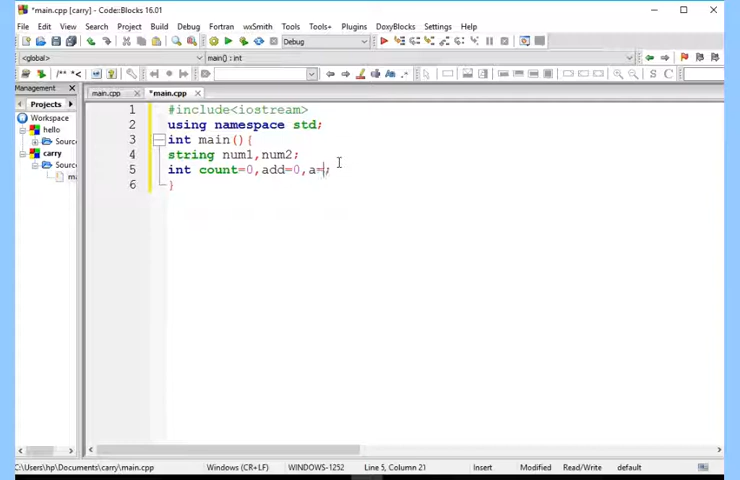 *main.cpp [carry] - Code::Blocks 16.01
File Edit View Search Project Build Debug Fortran wxSmith Tools Tools+ Plugins DoxyBlocks Settings Help
Debug
<global> main() : int
/** *<
S C
Management
main.cpp *main.cpp
Projects
Workspace
hello
Sourc
carry
Sourc
ma
1 #include<iostream>
2 using namespace std;
3 int main(){
4 string num1,num2;
5 int count=0,add=0,a=;
6 }
C:\Users\hp\Documents\carry\main.cpp Windows (CR+LF) WINDOWS-1252 Line 5, Column 21 Insert Modified Read/Write default